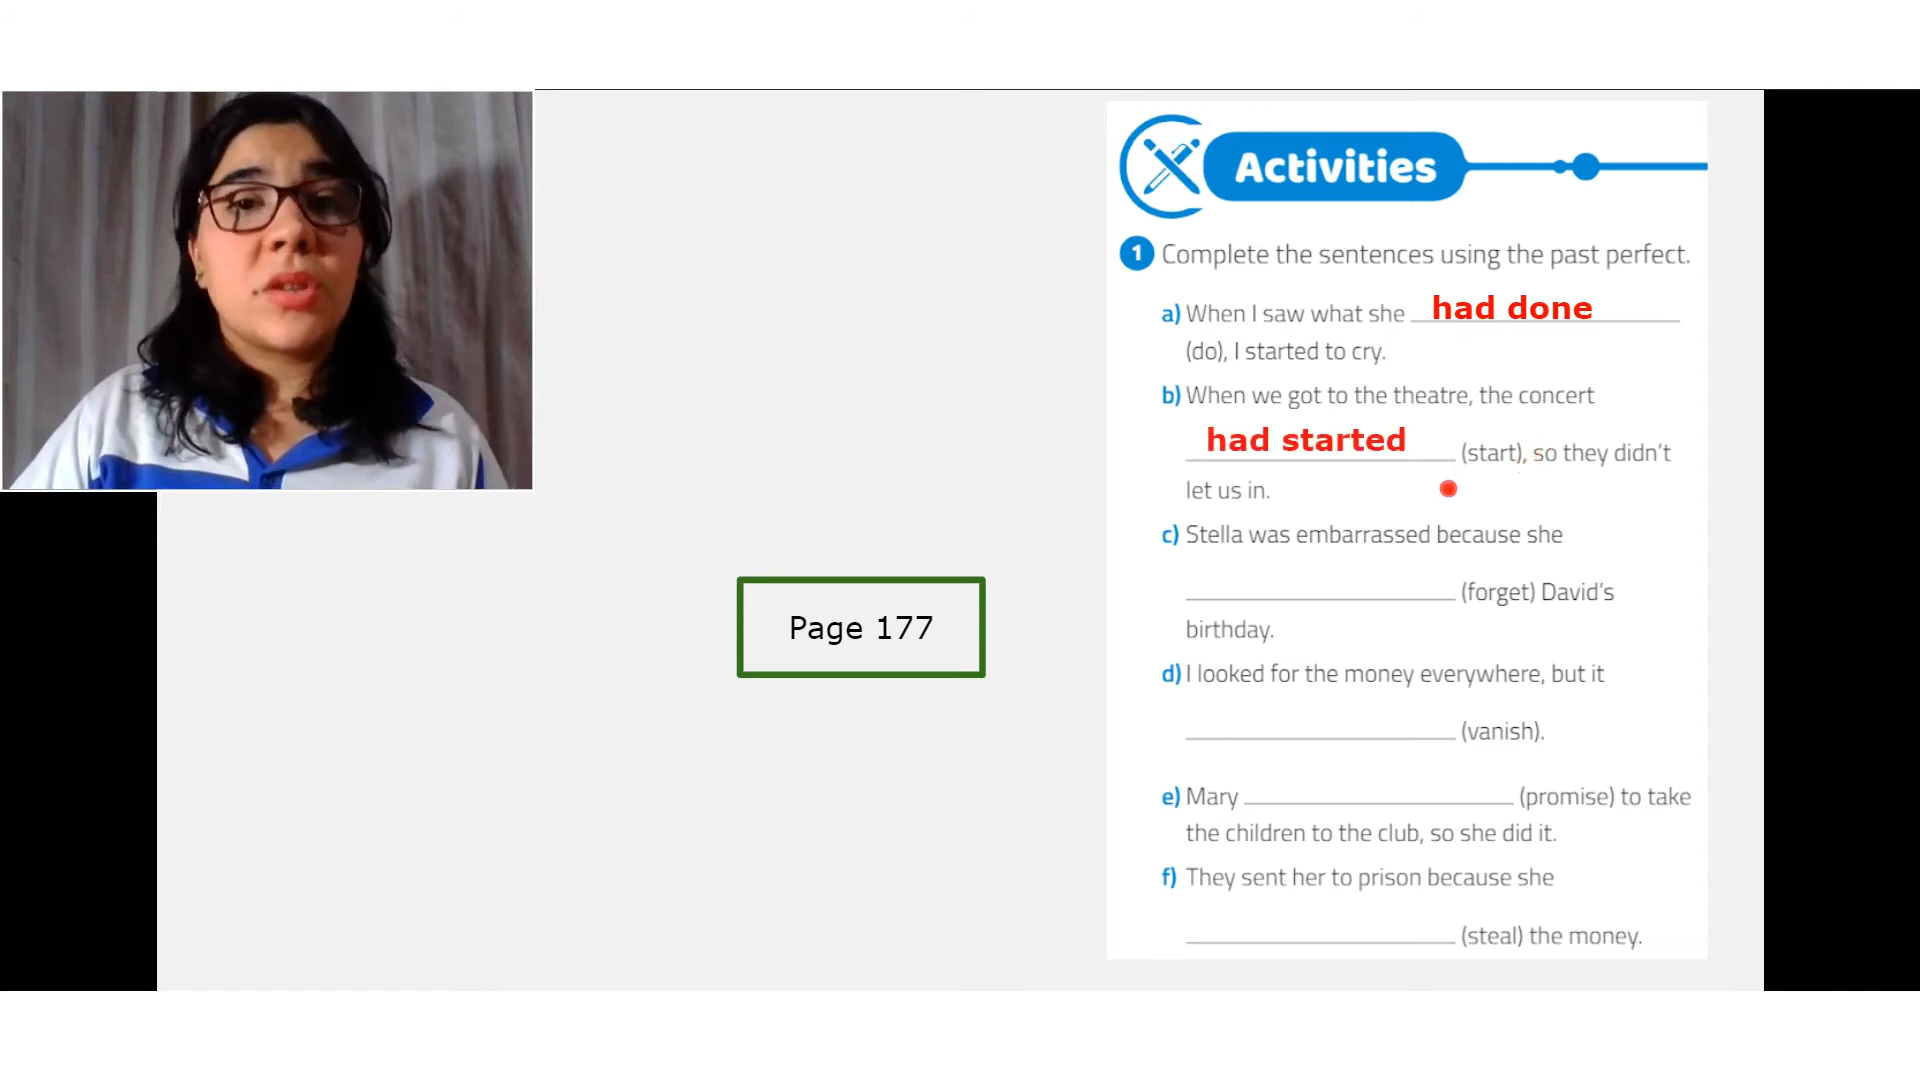 Activities
1 Complete the sentences using the past perfect.
a) When I saw what she had done
(do), I started to cry.
b) When we got to the theatre, the concert
had started (start), so they didn't
let us in.
c) Stella was embarrassed because she
(forget) David's
birthday.
d) I looked for the money everywhere, but it
(vanish).
e) Mary (promise) to take
the children to the club, so she did it.
f) They sent her to prison because she
(steal) the money.
Page 177